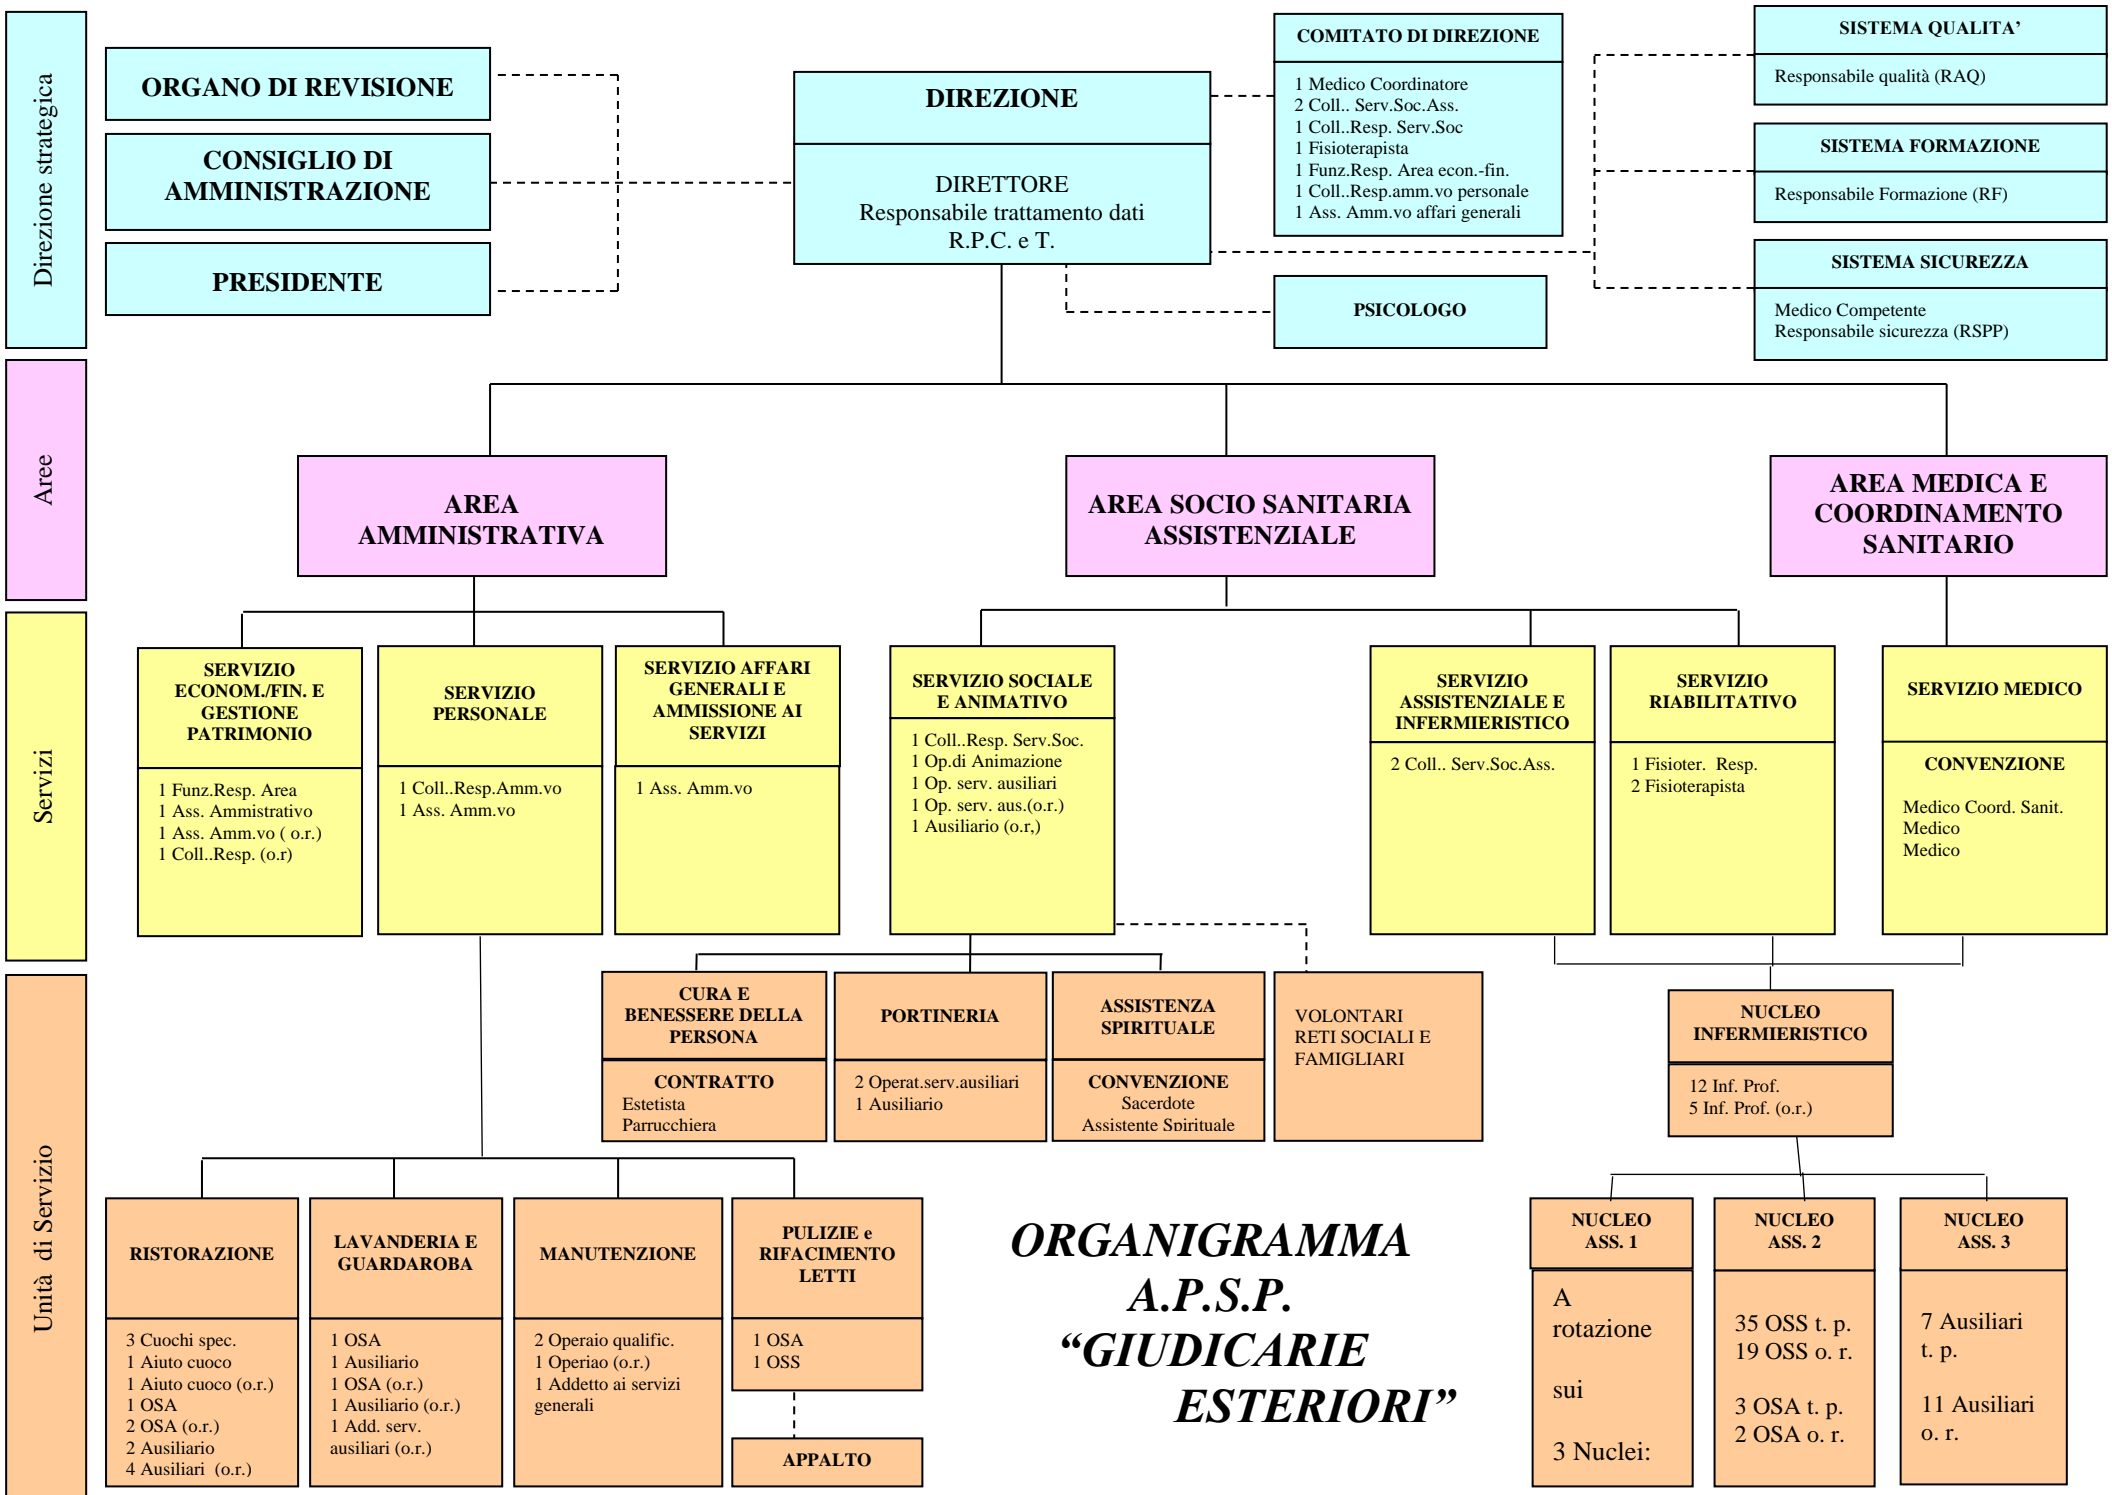 Direzione strategica
ORGANO DI REVISIONE
CONSIGLIO DI
AMMINISTRAZIONE
PRESIDENTE
DIREZIONE
DIRETTORE
Responsabile trattamento dati
R.P.C. e T.
COMITATO DI DIREZIONE
1 Medico Coordinatore
2 Coll.. Serv.Soc.Ass.
1 Coll..Resp. Serv.Soc
1 Fisioterapista
1 Funz.Resp. Area econ.-fin.
1 Coll..Resp.amm.vo personale
1 Ass. Amm.vo affari generali
PSICOLOGO
SISTEMA QUALITA’
Responsabile qualità (RAQ)
SISTEMA FORMAZIONE
Responsabile Formazione (RF)
SISTEMA SICUREZZA
Medico Competente
Responsabile sicurezza (RSPP)
Aree
AREA
AMMINISTRATIVA
AREA SOCIO SANITARIA
ASSISTENZIALE
AREA MEDICA E
COORDINAMENTO
SANITARIO
Servizi
SERVIZIO
ECONOM./FIN. E
GESTIONE
PATRIMONIO
1 Funz.Resp. Area
1 Ass. Ammistrativo
1 Ass. Amm.vo ( o.r.)
1 Coll..Resp. (o.r)
SERVIZIO
PERSONALE
1 Coll..Resp.Amm.vo
1 Ass. Amm.vo
SERVIZIO AFFARI
GENERALI E
AMMISSIONE AI
SERVIZI
1 Ass. Amm.vo
SERVIZIO SOCIALE
E ANIMATIVO
1 Coll..Resp. Serv.Soc.
1 Op.di Animazione
1 Op. serv. ausiliari
1 Op. serv. aus.(o.r.)
1 Ausiliario (o.r,)
SERVIZIO
ASSISTENZIALE E
INFERMIERISTICO
2 Coll.. Serv.Soc.Ass.
SERVIZIO
RIABILITATIVO
1 Fisioter. Resp.
2 Fisioterapista
SERVIZIO MEDICO
CONVENZIONE
Medico Coord. Sanit.
Medico
Medico
Unità di Servizio
CURA E
BENESSERE DELLA
PERSONA
CONTRATTO
Estetista
Parrucchiera
PORTINERIA
2 Operat.serv.ausiliari
1 Ausiliario
ASSISTENZA
SPIRITUALE
CONVENZIONE
Sacerdote
Assistente Spirituale
VOLONTARI
RETI SOCIALI E
FAMIGLIARI
NUCLEO
INFERMIERISTICO
12 Inf. Prof.
5 Inf. Prof. (o.r.)
RISTORAZIONE
3 Cuochi spec.
1 Aiuto cuoco
1 Aiuto cuoco (o.r.)
1 OSA
2 OSA (o.r.)
2 Ausiliario
4 Ausiliari (o.r.)
LAVANDERIA E
GUARDAROBA
1 OSA
1 Ausiliario
1 OSA (o.r.)
1 Ausiliario (o.r.)
1 Add. serv.
ausiliari (o.r.)
MANUTENZIONE
2 Operaio qualific.
1 Operiao (o.r.)
1 Addetto ai servizi
generali
PULIZIE e
RIFACIMENTO
LETTI
1 OSA
1 OSS
APPALTO
ORGANIGRAMMA
A.P.S.P.
“GIUDICARIE
ESTERIORI”
NUCLEO
ASS. 1
A
rotazione
sui
3 Nuclei:
NUCLEO
ASS. 2
35 OSS t. p.
19 OSS o. r.
3 OSA t. p.
2 OSA o. r.
NUCLEO
ASS. 3
7 Ausiliari
t. p.
11 Ausiliari
o. r.